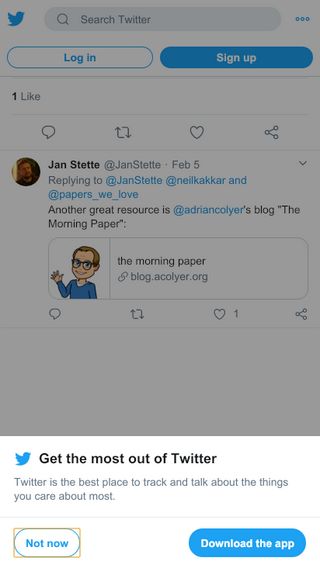 Search Twitter
Log in
Sign up
1 Like
Jan Stette @JanStette · Feb 5
Replying to @JanStette @neilkakkar and
@papers_we_love
Another great resource is @adriancolyer's blog "The
Morning Paper":
the morning paper
blog.acolyer.org
1
Get the most out of Twitter
Twitter is the best place to track and talk about the things
you care about most.
Not now
Download the app